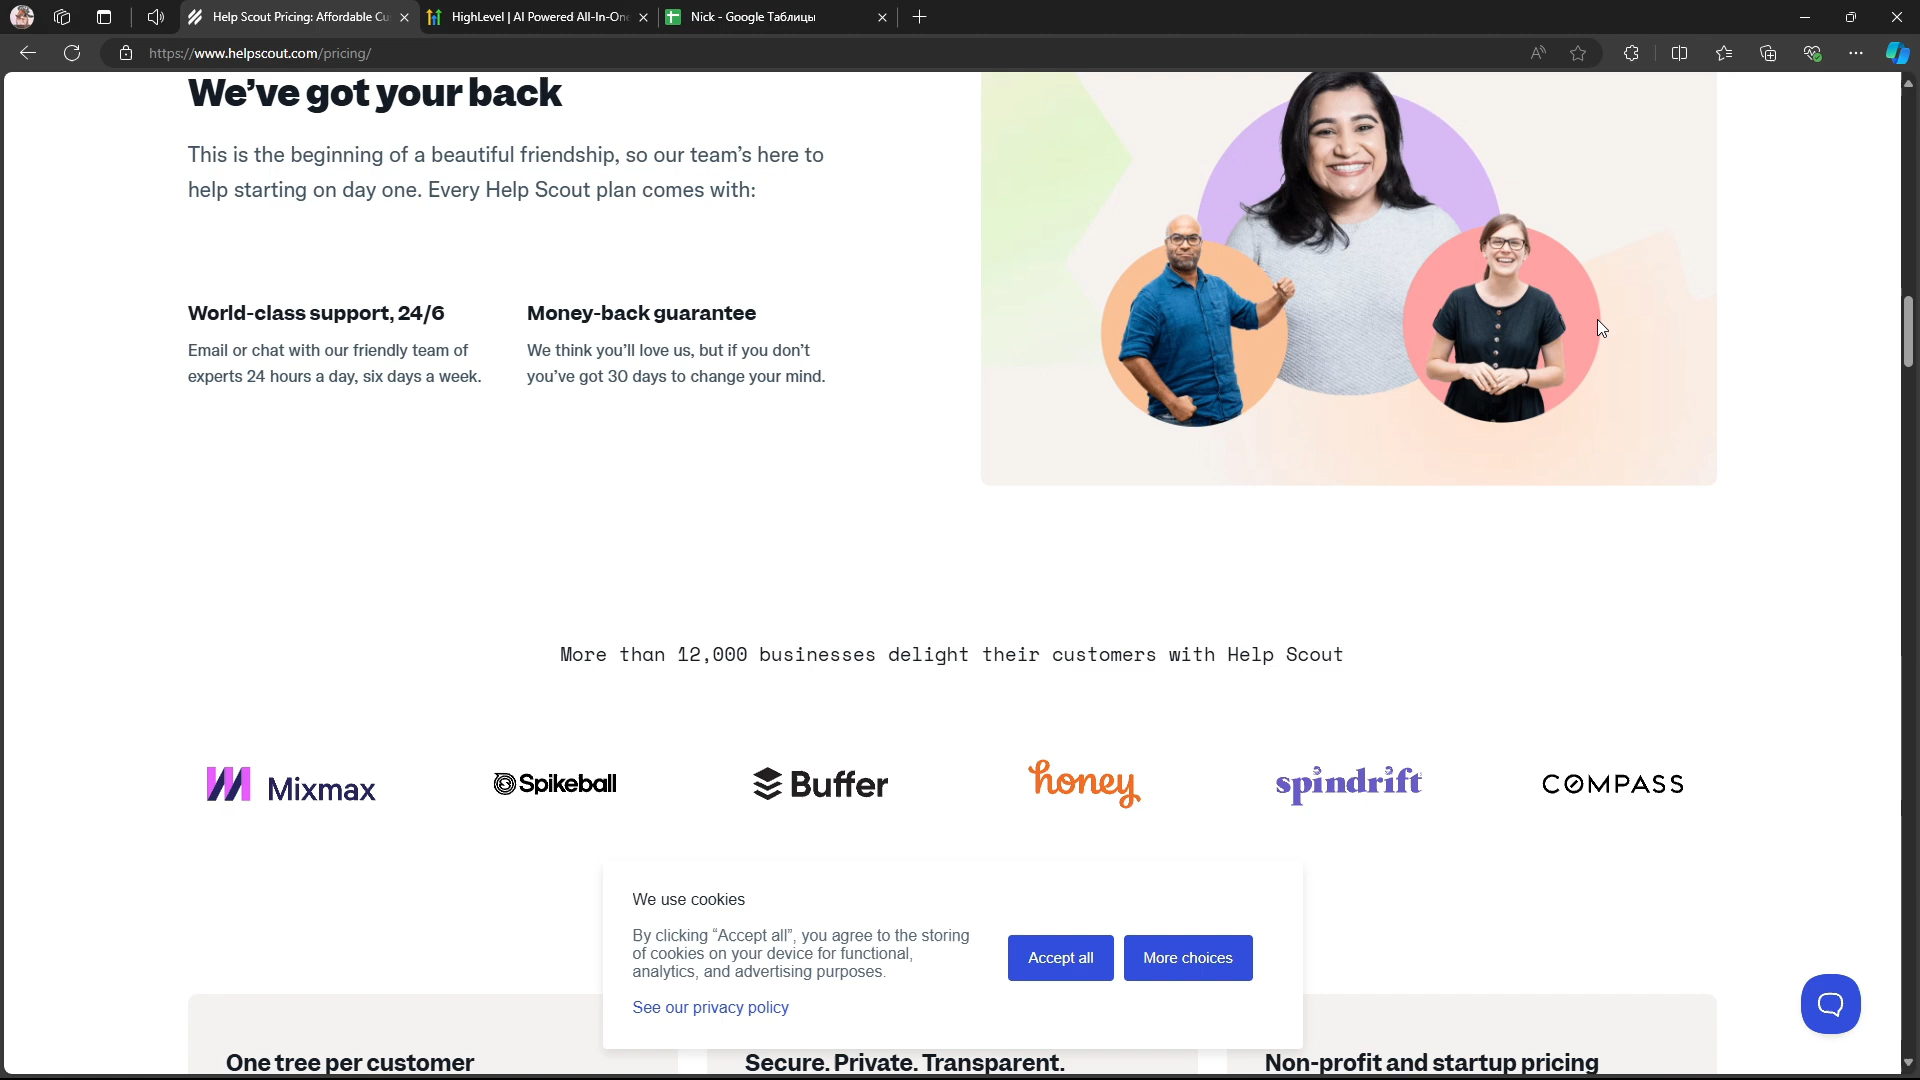 Help Scout Pricing: Affordable Cu
HighLevel | AI Powered All-In-One
Nick - Google Таблицы
https://www.helpscout.com/pricing/
We've got your back
This is the beginning of a beautiful friendship, so our team's here to
help starting on day one. Every Help Scout plan comes with:
World-class support, 24/6
Email or chat with our friendly team of
experts 24 hours a day, six days a week.
Money-back guarantee
We think you'll love us, but if you don't
you've got 30 days to change your mind.
More than 12,000 businesses delight their customers with Help Scout
Mixmax
Spikeball
Buffer
honey
spindrift
COMPASS
We use cookies
By clicking “Accept all”, you agree to the storing
of cookies on your device for functional,
analytics, and advertising purposes.
See our privacy policy
Accept all
More choices
One tree per customer
Secure. Private. Transparent.
Non-profit and startup pricing